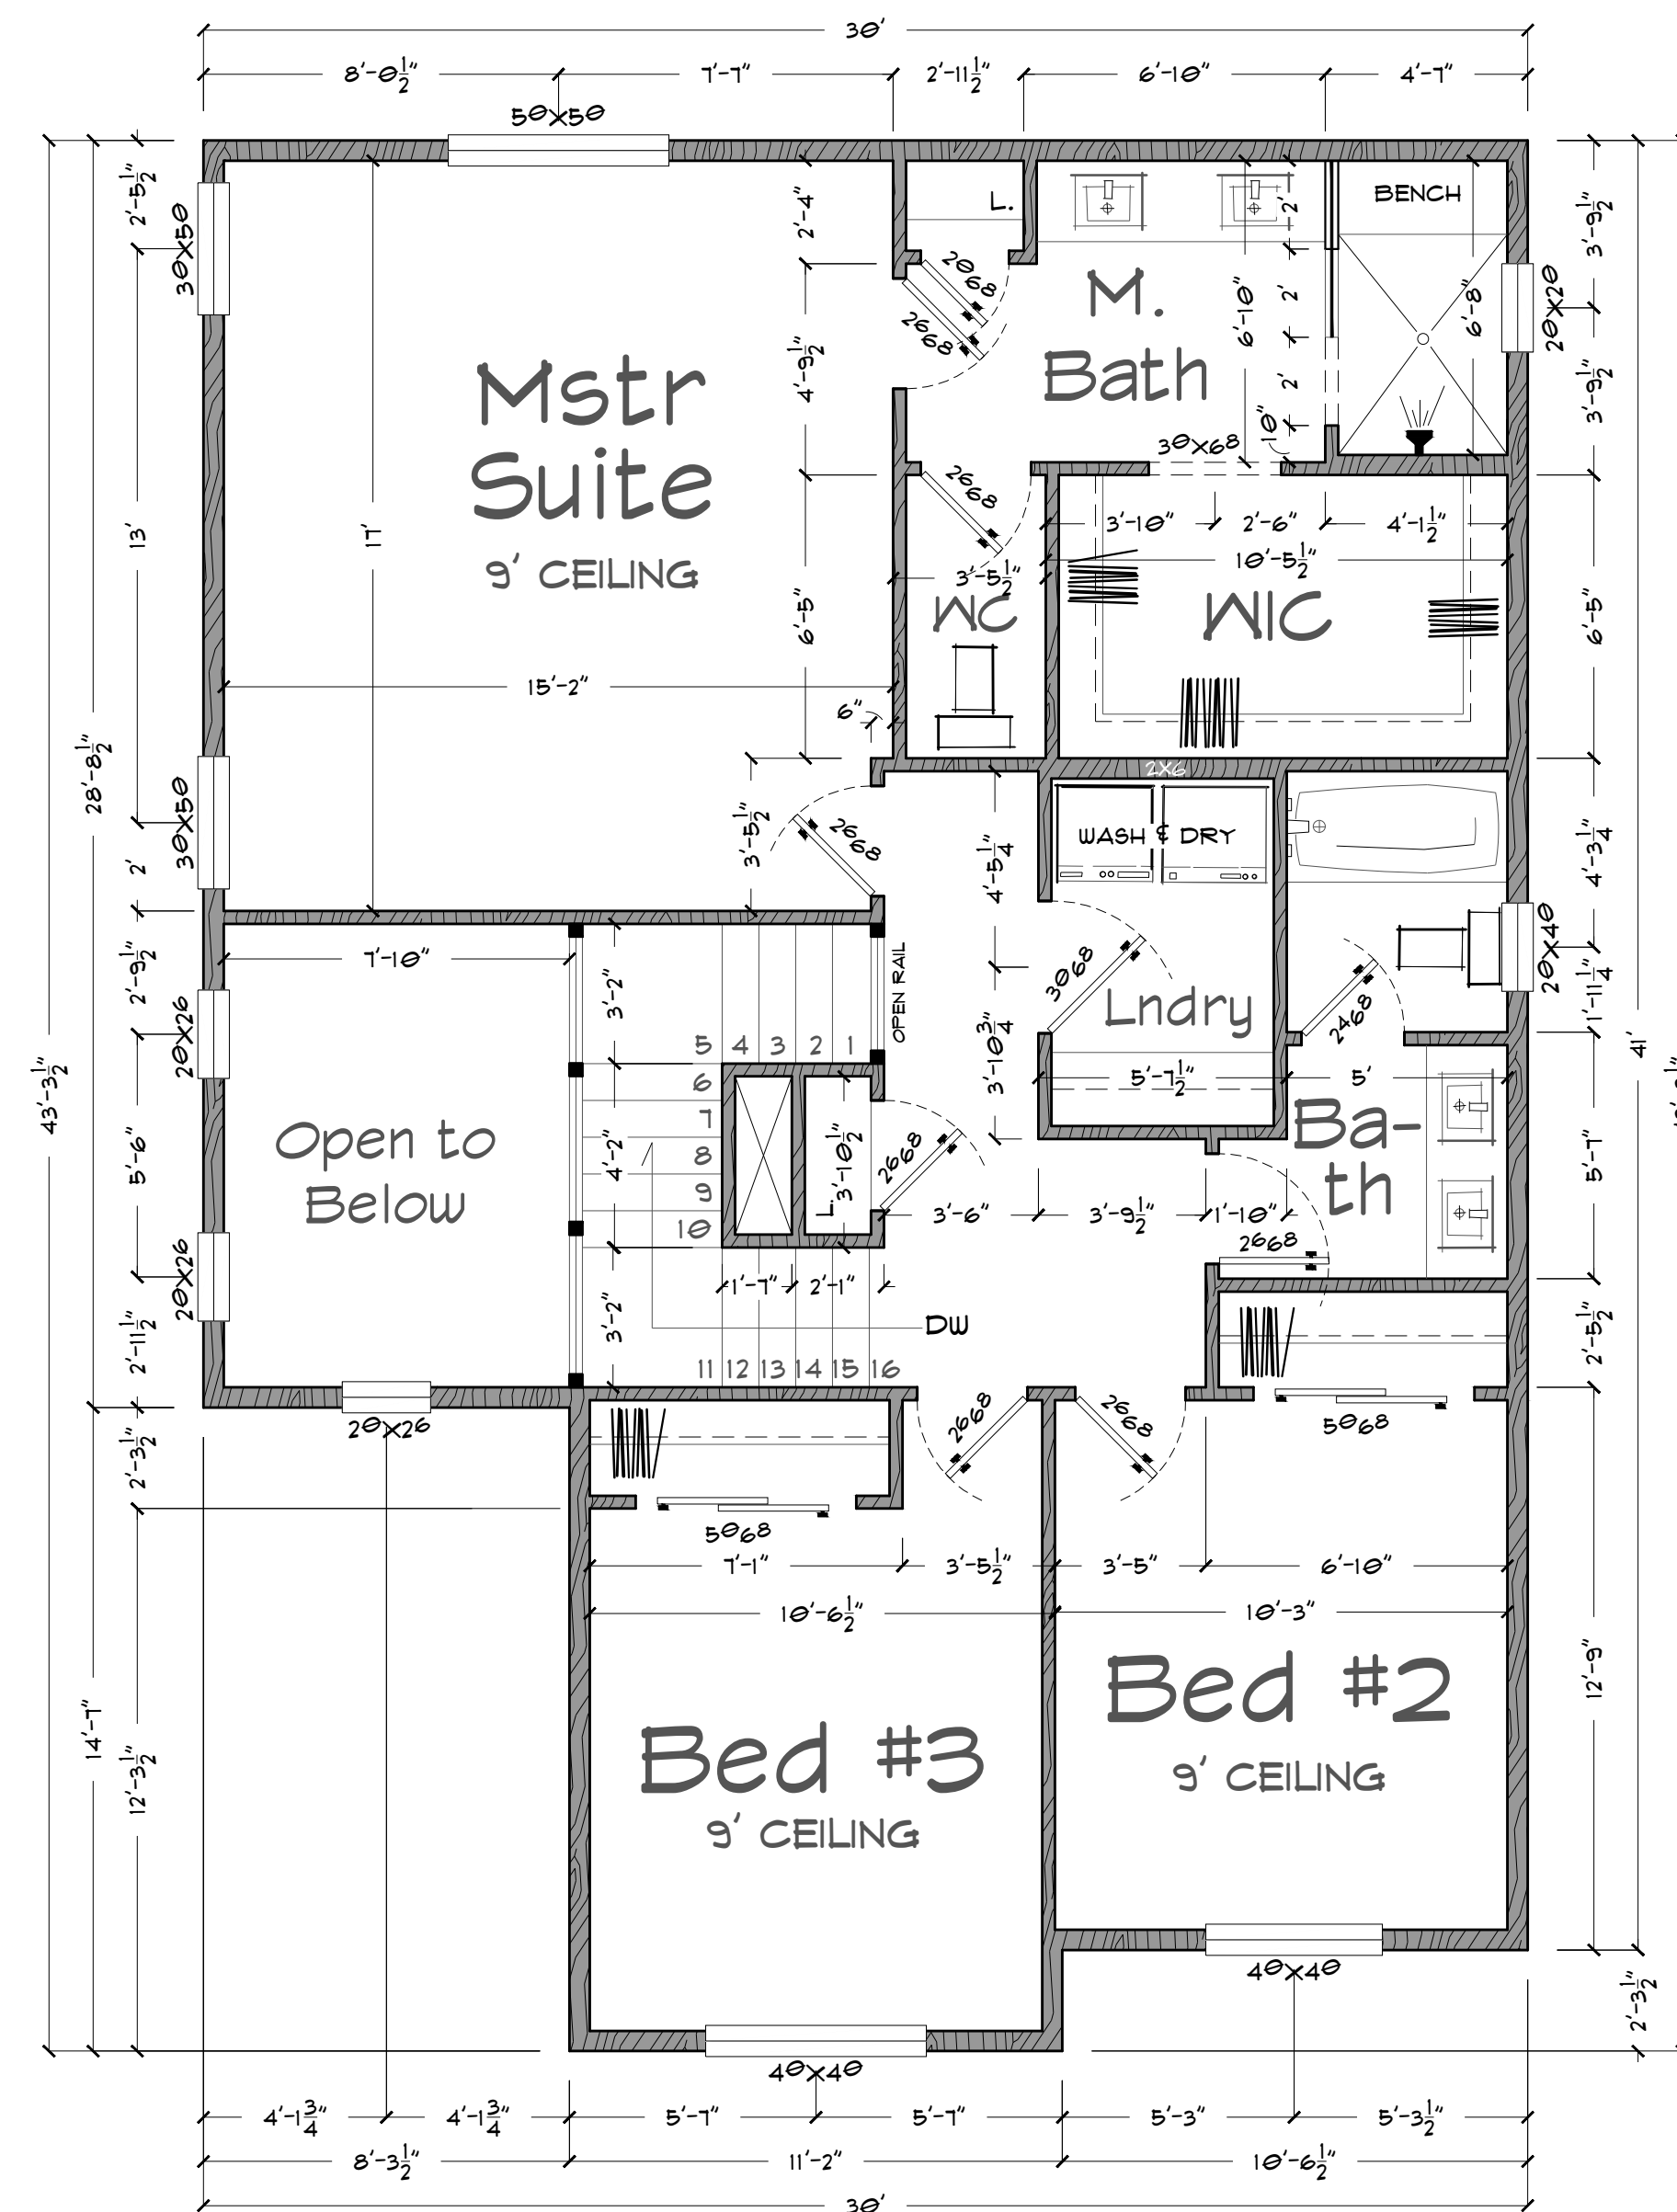 30'
8'-0 1/2"
7'-7"
2'-11 1/2"
6'-10"
4'-7"
50x50
2'-5 1/2"
30x50
13'
30x50
2'
2'-9 1/2"
20x26
5'-6"
20x26
2'-11 1/2"
2'-3 1/2"
12'-3 1/2"
28'-8 1/2"
14'-7"
43'-3 1/2"
Mstr
Suite
9' CEILING
17'
15'-2"
2'-4"
4'-9 1/2"
6'-5"
6"
3'-5 1/2"
2668
L.
2068
2668
M.
Bath
6'-10"
2'
2'
2'
10"
30x68
BENCH
6'-8"
20x20
3'-9 1/2"
3'-9 1/2"
6'-5"
2668
3'-5 1/2"
WC
3'-10"
2'-6"
4'-1 1/2"
10'-5 1/2"
WIC
2X6
WASH & DRY
4'-5 1/4"
3'-10 3/4"
3068
Lndry
5'-7 1/2"
5'
4'-3 1/4"
20x40
1'-11 1/4"
2468
Ba-
th
5'-7"
41'
2'-5 1/2"
7'-10"
3'-2"
OPEN RAIL
5 4 3 2 1
6
7
8
9
10
4'-2"
3'-10 1/2"
L.
2668
3'-6"
3'-9 1/2"
1'-10"
2668
Open to
Below
1'-7"
2'-1"
3'-2"
DW
11 12 13 14 15 16
20x26
2668
2668
5068
5068
7'-1"
3'-5 1/2"
3'-5"
6'-10"
10'-6 1/2"
10'-3"
Bed #2
9' CEILING
Bed #3
9' CEILING
12'-9"
2'-3 1/2"
40x40
40x40
4'-1 3/4"
4'-1 3/4"
5'-7"
5'-7"
5'-3"
5'-3 1/2"
8'-3 1/2"
11'-2"
10'-6 1/2"
30'